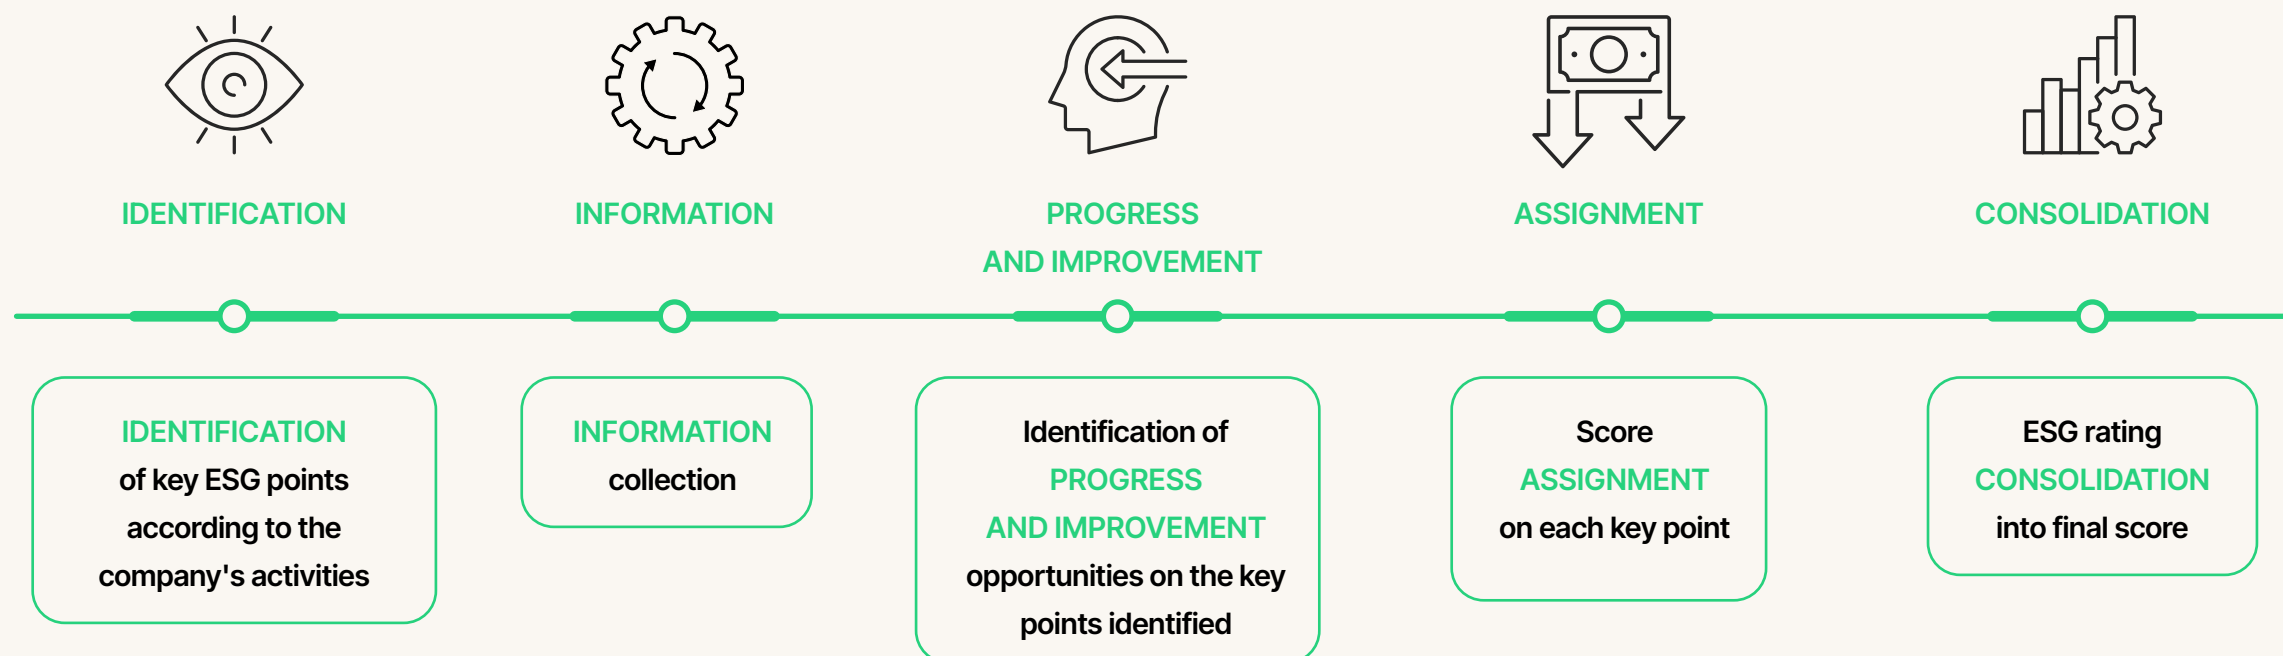 IDENTIFICATION
INFORMATION
PROGRESS
AND IMPROVEMENT
ASSIGNMENT
CONSOLIDATION
IDENTIFICATION
of key ESG points
according to the
company's activities
INFORMATION
collection
Identification of
PROGRESS
AND IMPROVEMENT
opportunities on the key
points identified
Score
ASSIGNMENT
on each key point
ESG rating
CONSOLIDATION
into final score